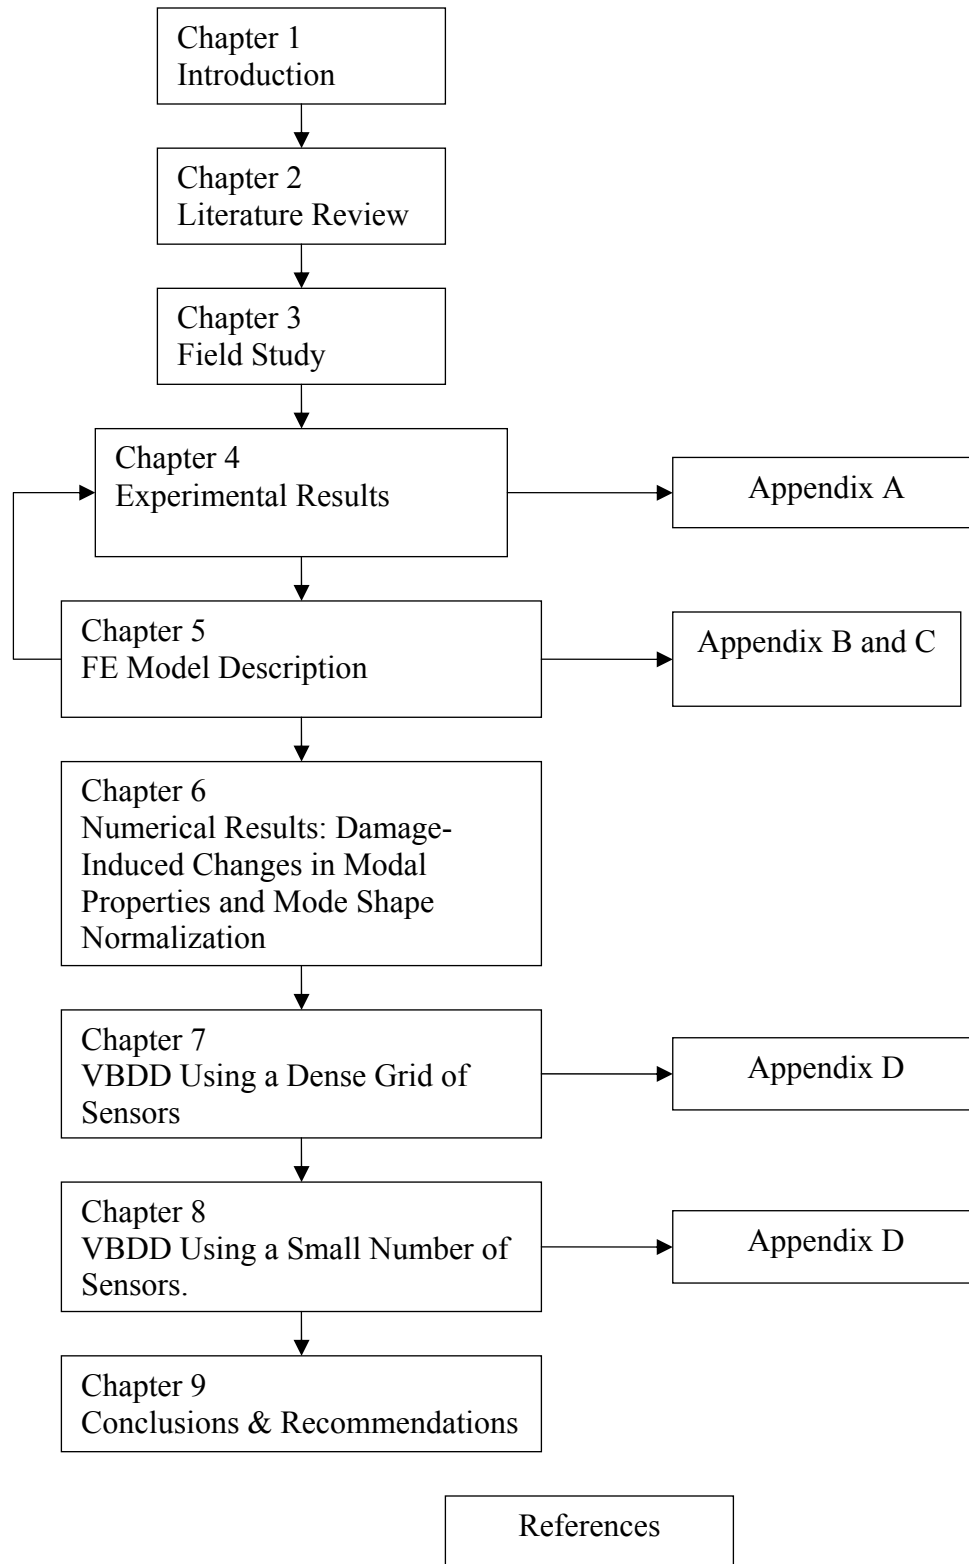 Chapter 1
Introduction
Chapter 2
Literature Review
Chapter 3
Field Study
Chapter 4
Experimental Results
Appendix A
Chapter 5
FE Model Description
Appendix B and C
Chapter 6
Numerical Results: Damage-
Induced Changes in Modal
Properties and Mode Shape
Normalization
Chapter 7
VBDD Using a Dense Grid of
Sensors
Appendix D
Chapter 8
VBDD Using a Small Number of
Sensors.
Appendix D
Chapter 9
Conclusions & Recommendations
References